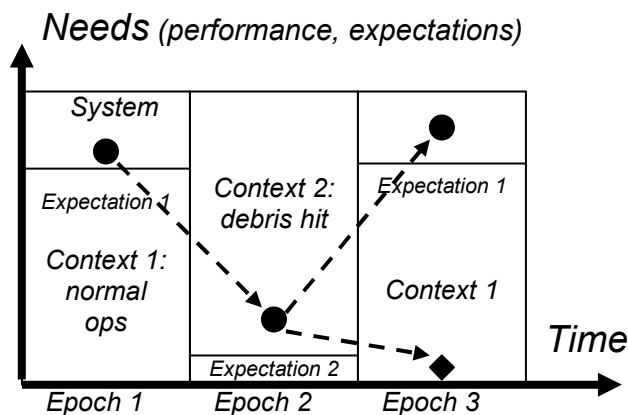 Needs (performance, expectations)
System
Expectation 1
Context 1:
normal
ops
Context 2:
debris hit
Expectation 2
Expectation 1
Context 1
Time
Epoch 1
Epoch 2
Epoch 3